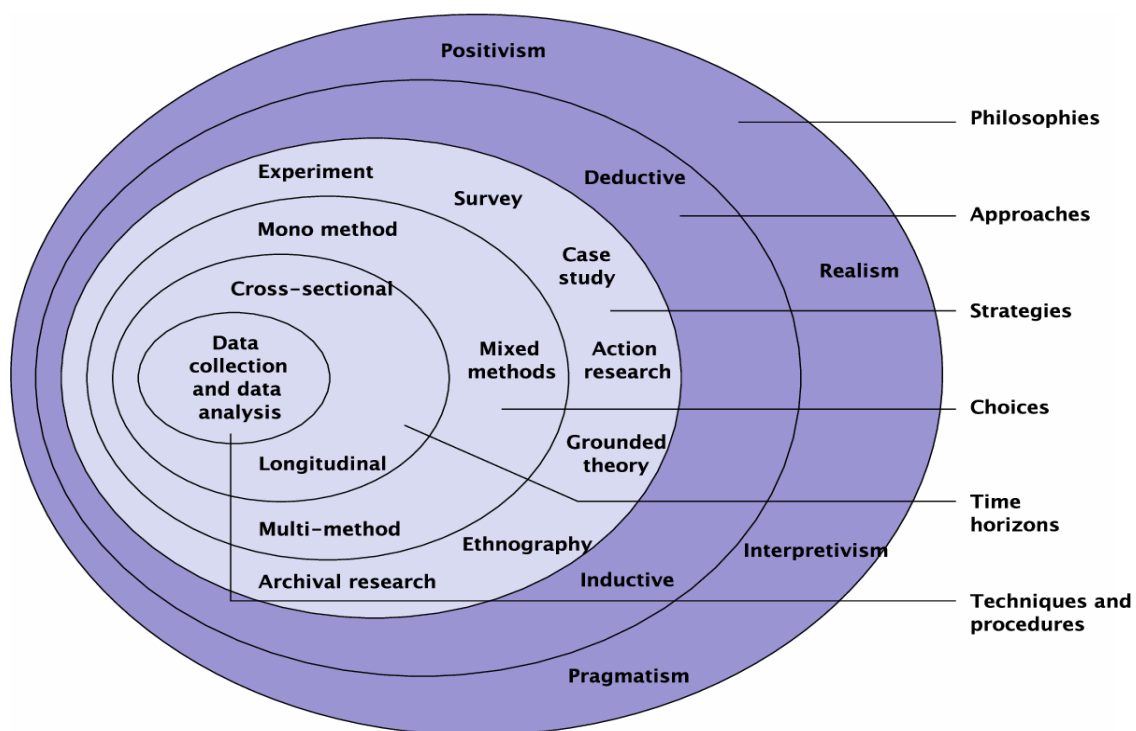 Positivism
Philosophies
Experiment
Deductive
Survey
Approaches
Mono method
Case
study
Realism
Cross-sectional
Strategies
Data
collection
and data
analysis
Mixed
methods
Action
research
Choices
Grounded
theory
Longitudinal
Time
horizons
Multi-method
Ethnography
Interpretivism
Archival research
Inductive
Techniques and
procedures
Pragmatism